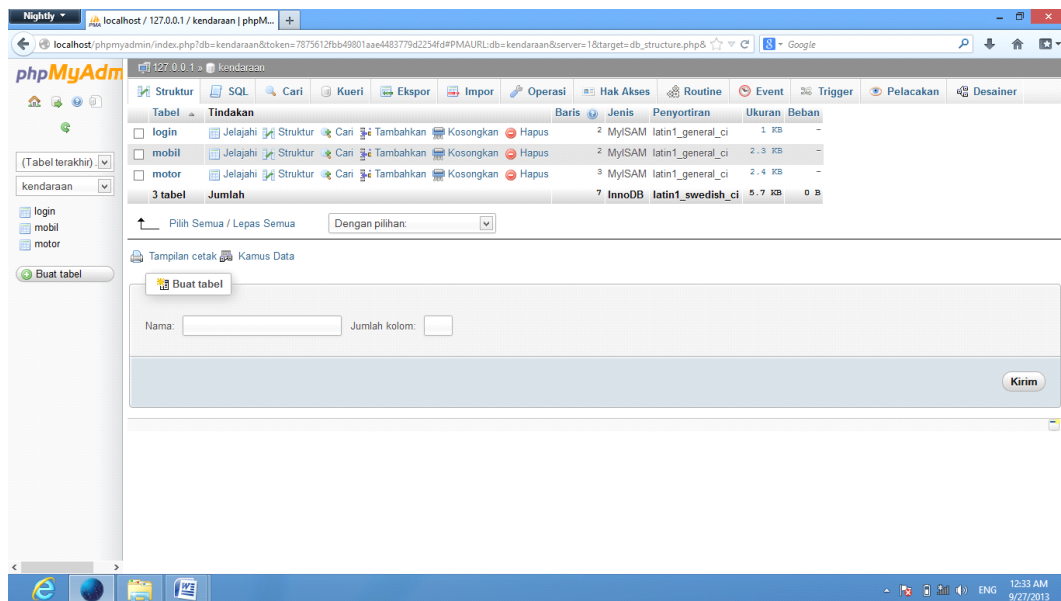 Nightly
PMA localhost / 127.0.0.1 / kendaraan | phpM...
localhost/phpmyadmin/index.php?db=kendaraan&token=7875612fbb49801aae4483779d2254fd#PMAURL:db=kendaraan&server=1&target=db_structure.php&
8 Google
phpMyAdm
127.0.0.1 » kendaraan
Struktur SQL Cari Kueri Ekspor Impor Operasi Hak Akses Routine Event Trigger Pelacakan Desainer
Tabel Tindakan Baris Jenis Penyortiran Ukuran Beban
login Jelajahi Struktur Cari Tambahkan Kosongkan Hapus 2 MyISAM latin1_general_ci 1 KB -
mobil Jelajahi Struktur Cari Tambahkan Kosongkan Hapus 2 MyISAM latin1_general_ci 2.3 KB -
motor Jelajahi Struktur Cari Tambahkan Kosongkan Hapus 3 MyISAM latin1_general_ci 2.4 KB -
3 tabel Jumlah 7 InnoDB latin1_swedish_ci 5.7 KB 0 B
(Tabel terakhir) .
kendaraan
login
mobil
motor
Buat tabel
Pilih Semua / Lepas Semua Dengan pilihan:
Tampilan cetak Kamus Data
Buat tabel
Nama: Jumlah kolom:
Kirim
ENG 12:33 AM
9/27/2013